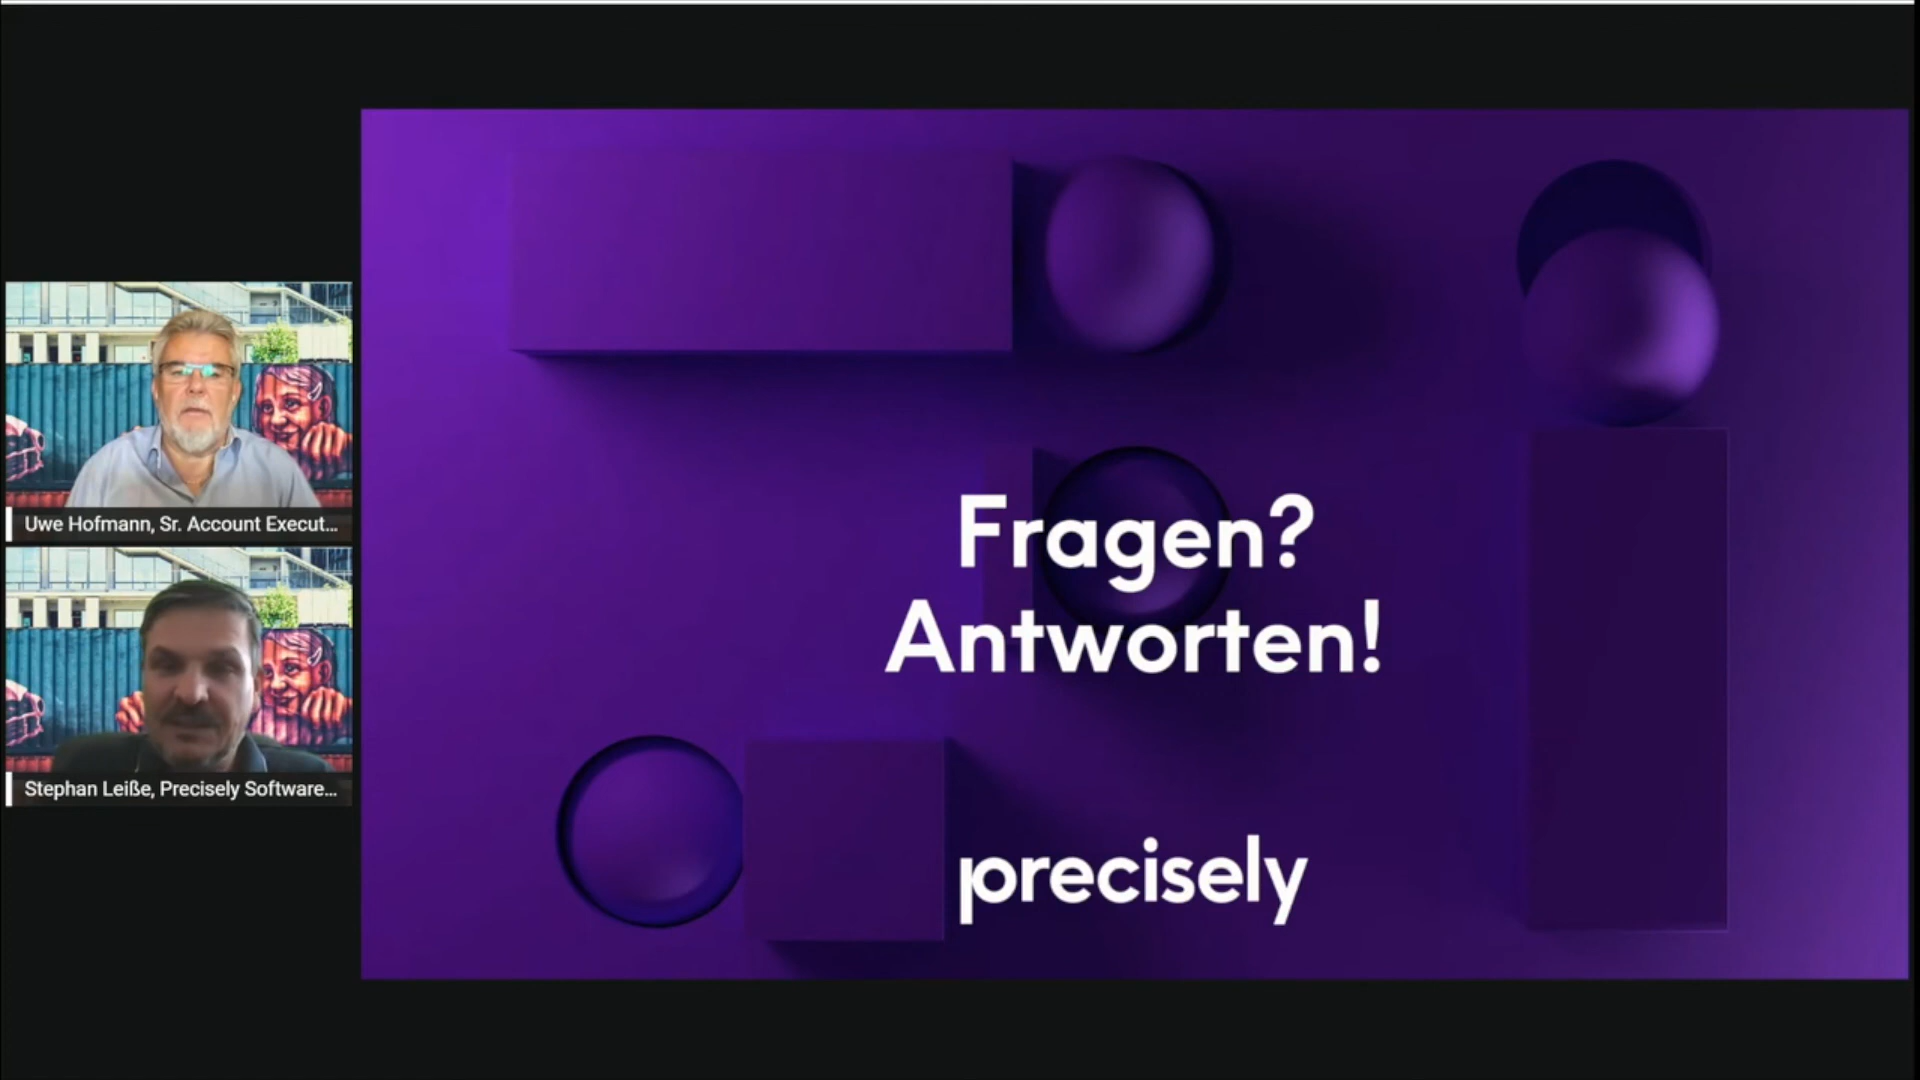 Uwe Hofmann, Sr. Account Execut...
Stephan Leiße, Precisely Software...
Fragen?
Antworten!
precisely